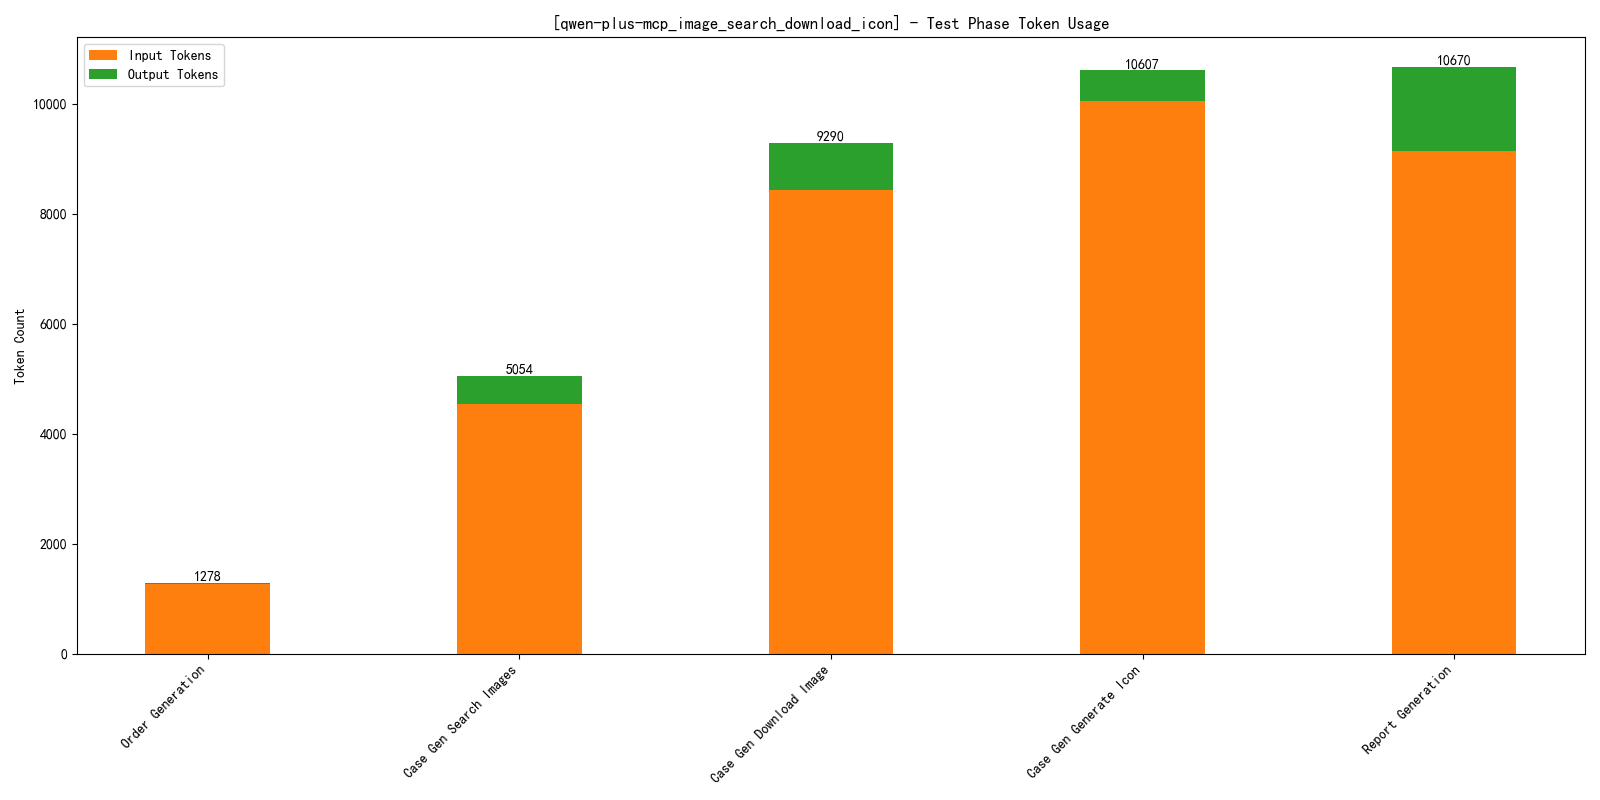 [qwen-plus-mcp_image_search_download_icon] - Test Phase Token Usage
Input Tokens
Output Tokens
Token Count
10000
8000
6000
4000
2000
0
1278
5054
9290
10607
10670
Order Generation
Case Gen Search Images
Case Gen Download Image
Case Gen Generate Icon
Report Generation